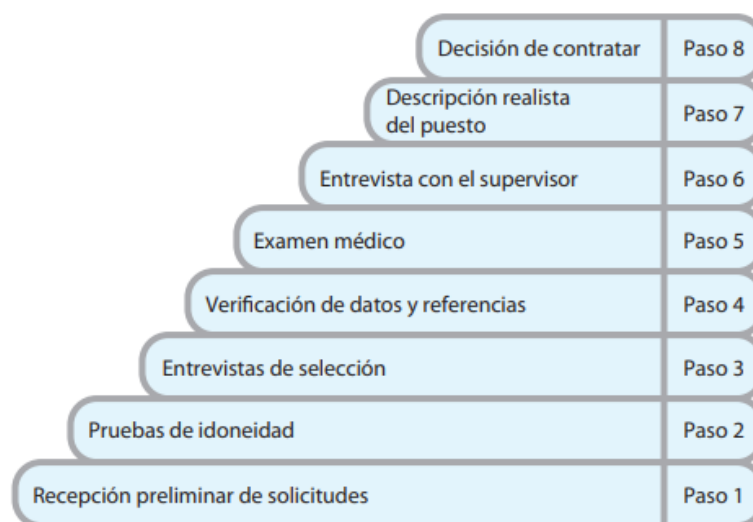 Decisión de contratar Paso 8
Descripción realista
del puesto Paso 7
Entrevista con el supervisor Paso 6
Examen médico Paso 5
Verificación de datos y referencias Paso 4
Entrevistas de selección Paso 3
Pruebas de idoneidad Paso 2
Recepción preliminar de solicitudes Paso 1